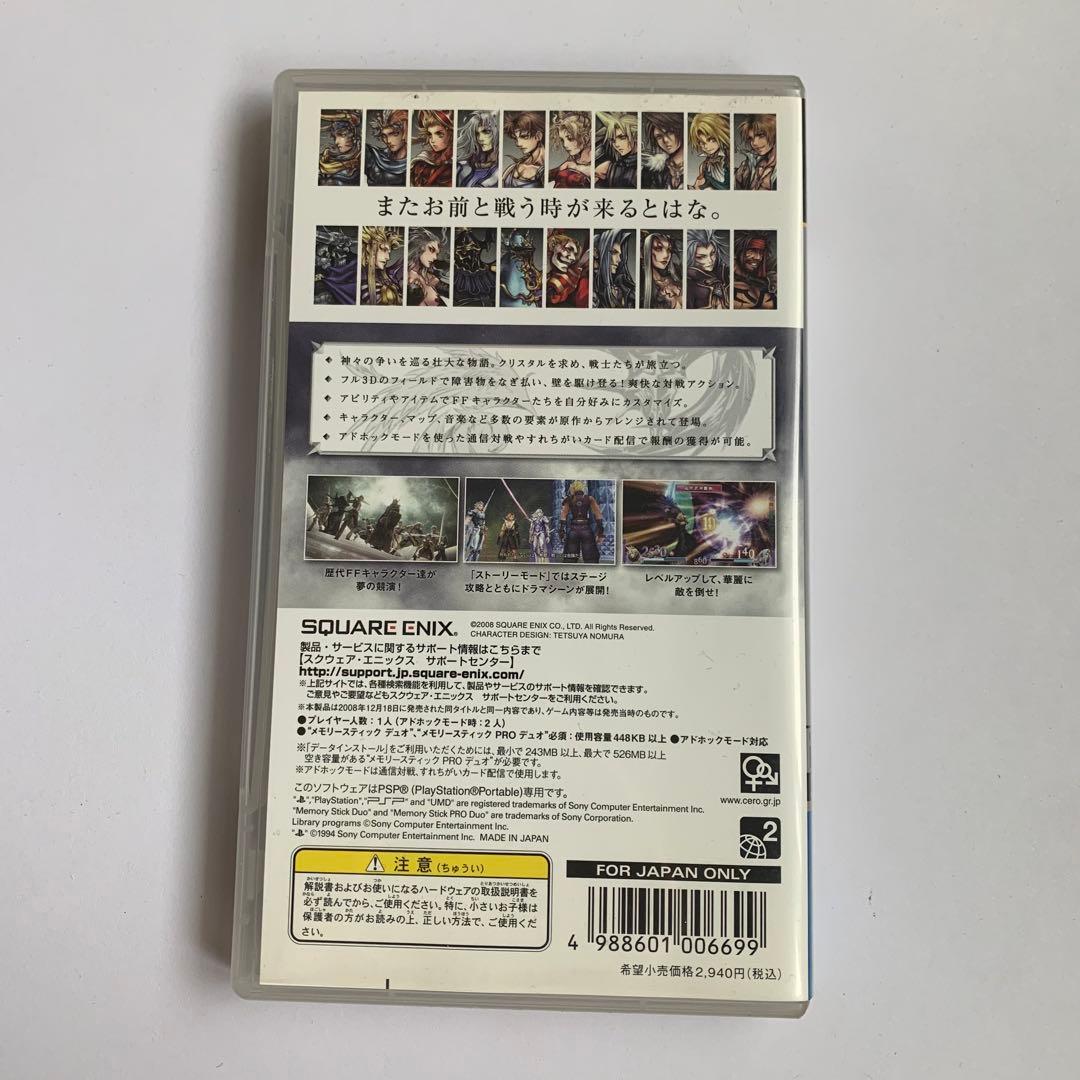 またお前と戦う時が来るとはな。
◆ 神々の争いを巡る壮大な物語。クリスタルを求め、戦士たちが旅立つ。
◆ フル3Dのフィールドで障害物をなぎ払い、壁を駆け登る！爽快な対戦アクション。
◆ アビリティやアイテムでFFキャラクターたちを自分好みにカスタマイズ。
◆ キャラクター、マップ、音楽など多数の要素が原作からアレンジされて登場。
◆ アドホックモードを使った通信対戦やすれちがいカード配信で報酬の獲得が可能。
歴代FFキャラクター達が
夢の競演！
「ストーリーモード」ではステージ
攻略とともにドラマシーンが展開！
レベルアップして、華麗に
敵を倒せ！
SQUARE ENIX.
©2008 SQUARE ENIX CO., LTD. All Rights Reserved.
CHARACTER DESIGN: TETSUYA NOMURA
製品・サービスに関するサポート情報はこちらまで
【スクウェア・エニックス サポートセンター】
http://support.jp.square-enix.com/
※上記サイトでは、各種検索機能を利用して、製品やサービスのサポート情報を確認できます。
ご意見やご要望などもスクウェア・エニックス サポートセンターをご利用ください。
※本製品は2008年12月18日に発売された同タイトルと同一内容であり、ゲーム内容等は発売当時のものです。
●プレイヤー人数：1人（アドホックモード時：2人）
●“メモリースティック デュオ”、“メモリースティック PRO デュオ”必須：使用容量448KB以上 ●アドホックモード対応
※「データインストール」をご利用いただくためには、最小で243MB以上、最大で526MB以上
空き容量がある“メモリースティック PRO デュオ”が必要です。
※アドホックモードは通信対戦、すれちがいカード配信で使用します。
このソフトウェアはPSP®（PlayStation®Portable）専用です。
" ", "PlayStation", "PSP" and "UMD" are registered trademarks of Sony Computer Entertainment Inc.
"Memory Stick Duo" and "Memory Stick PRO Duo" are trademarks of Sony Corporation.
Library programs ©Sony Computer Entertainment Inc.
" " ©1994 Sony Computer Entertainment Inc. MADE IN JAPAN
www.cero.gr.jp
2
注意（ちゅうい）
解説書およびお使いになるハードウェアの取扱説明書を
必ず読んでから、ご使用ください。特に、小さいお子様は
保護者の方がお読みの上、正しい方法で、ご使用くだ
さい。
FOR JAPAN ONLY
4 988601 006699
希望小売価格2,940円（税込）